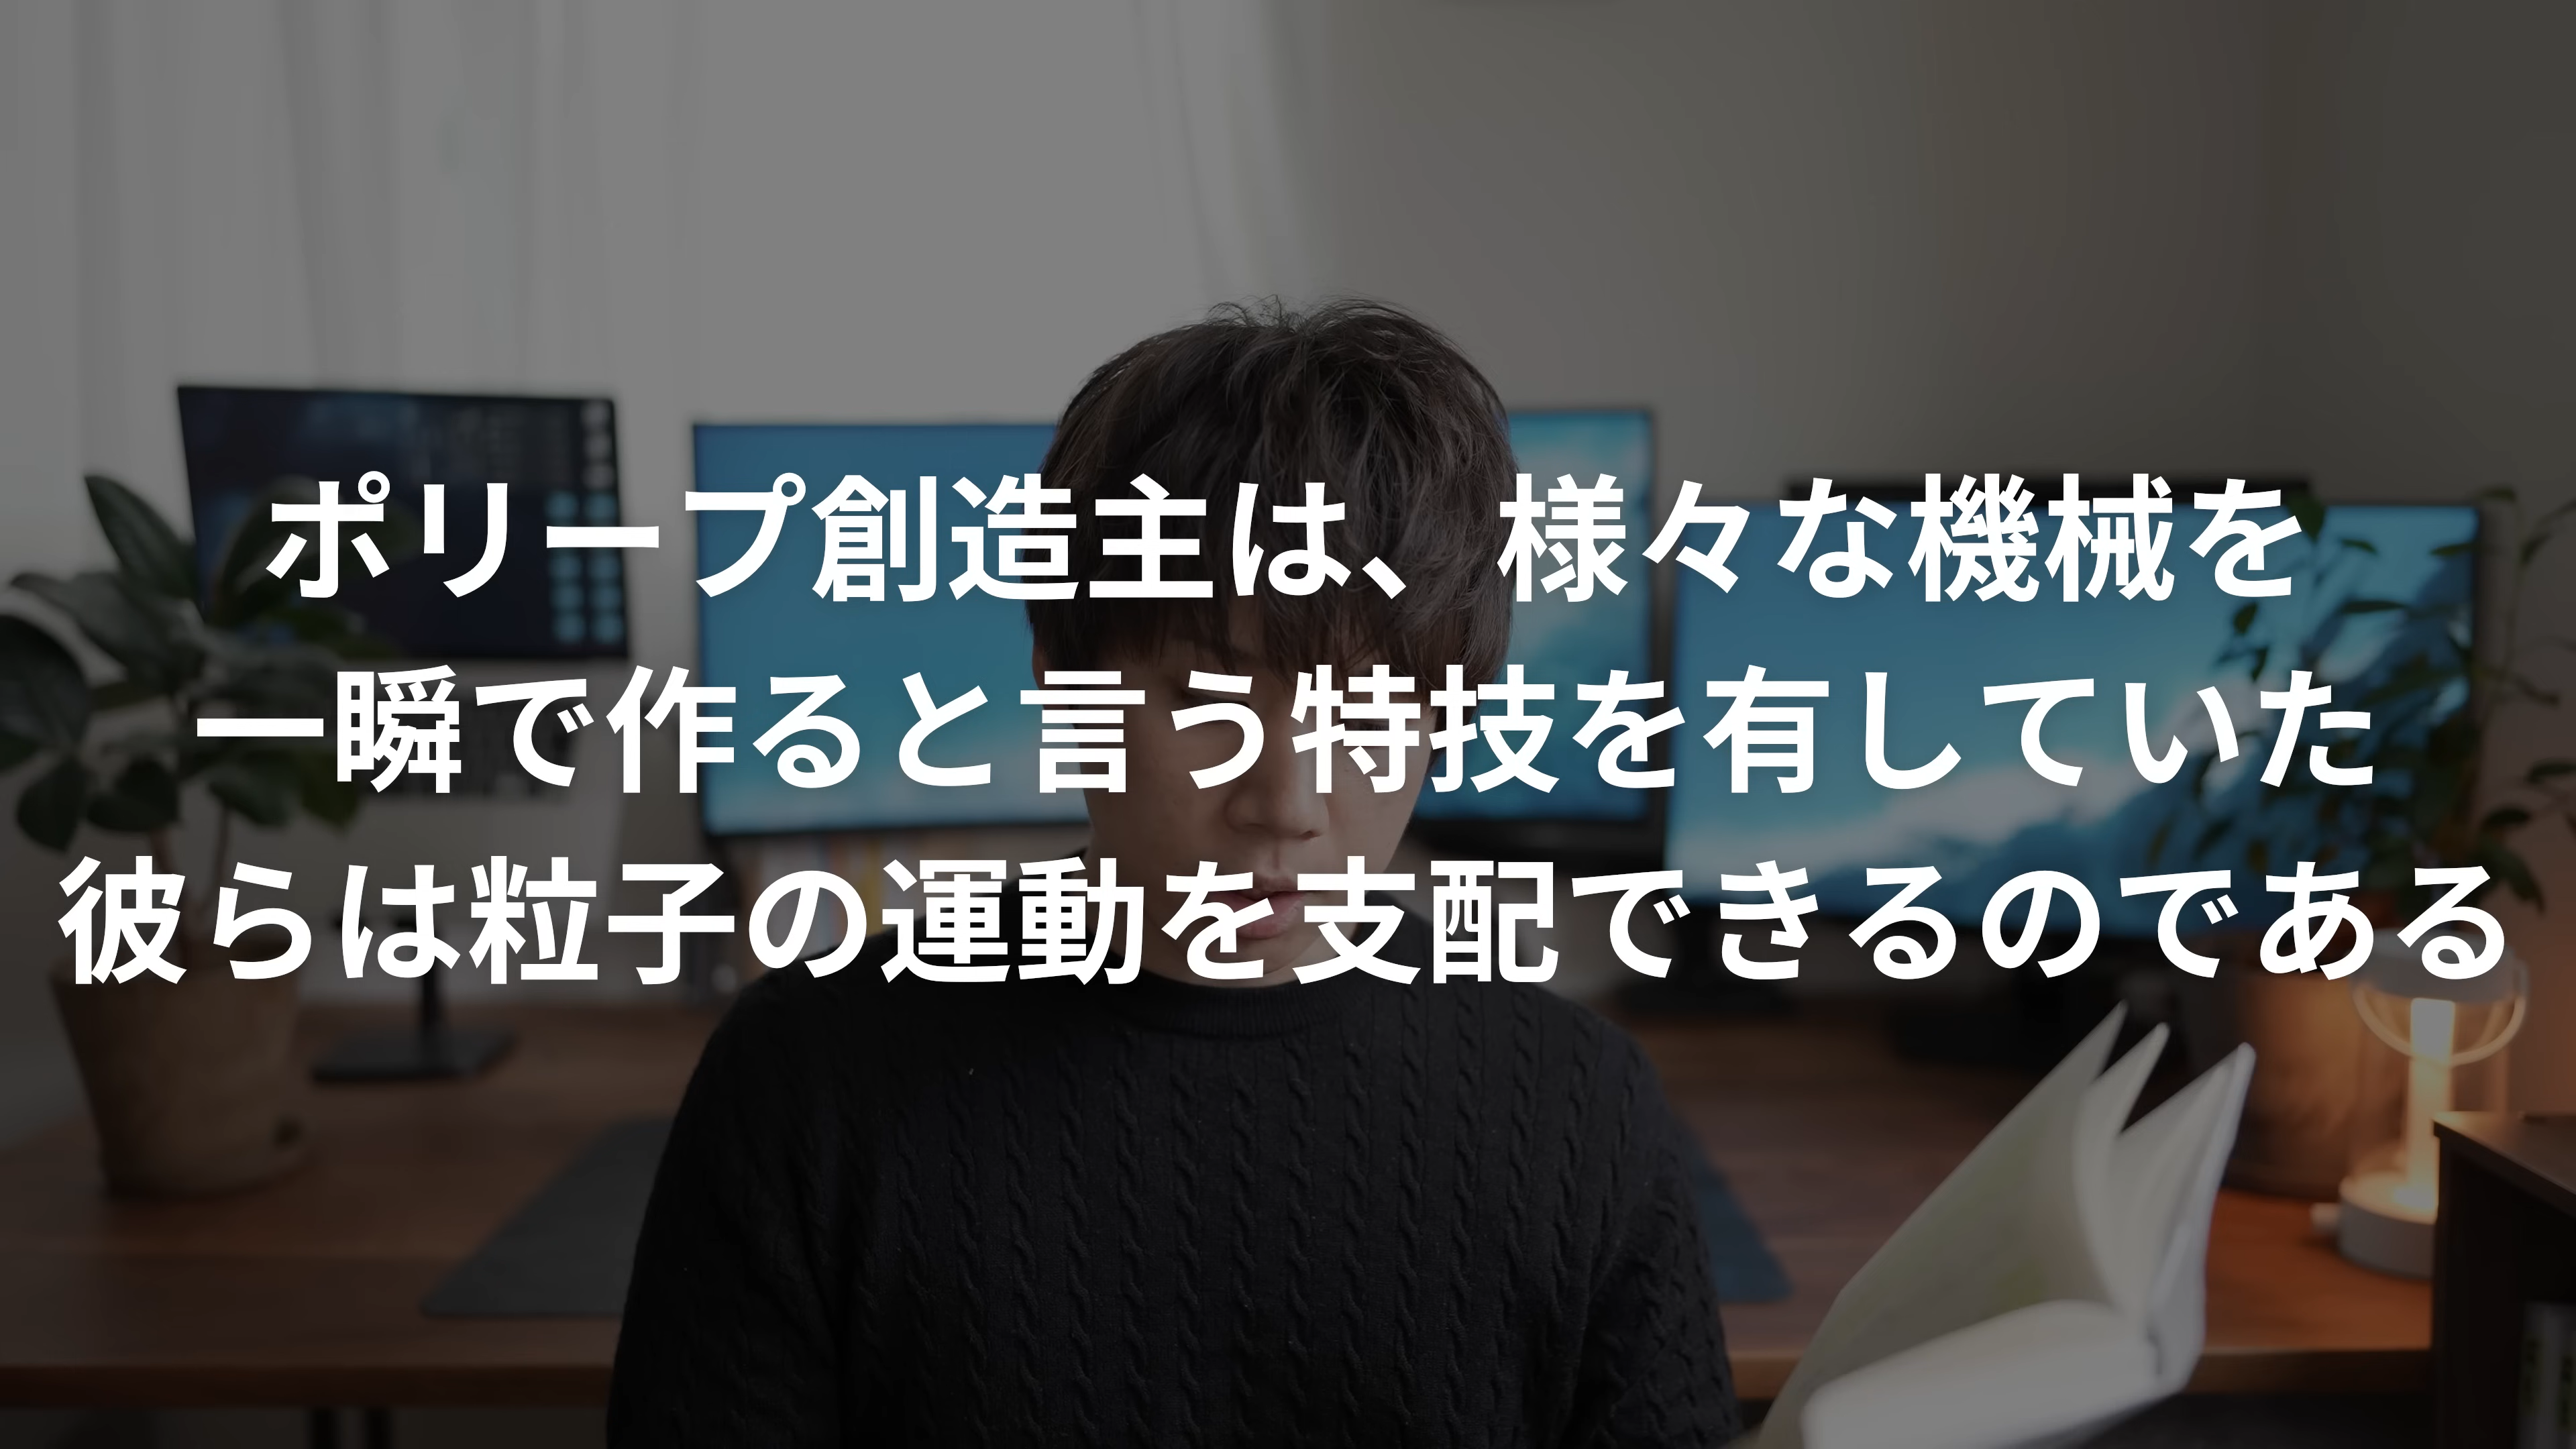 ポリープ創造主は、様々な機械を
一瞬で作ると言う特技を有していた
彼らは粒子の運動を支配できるのである